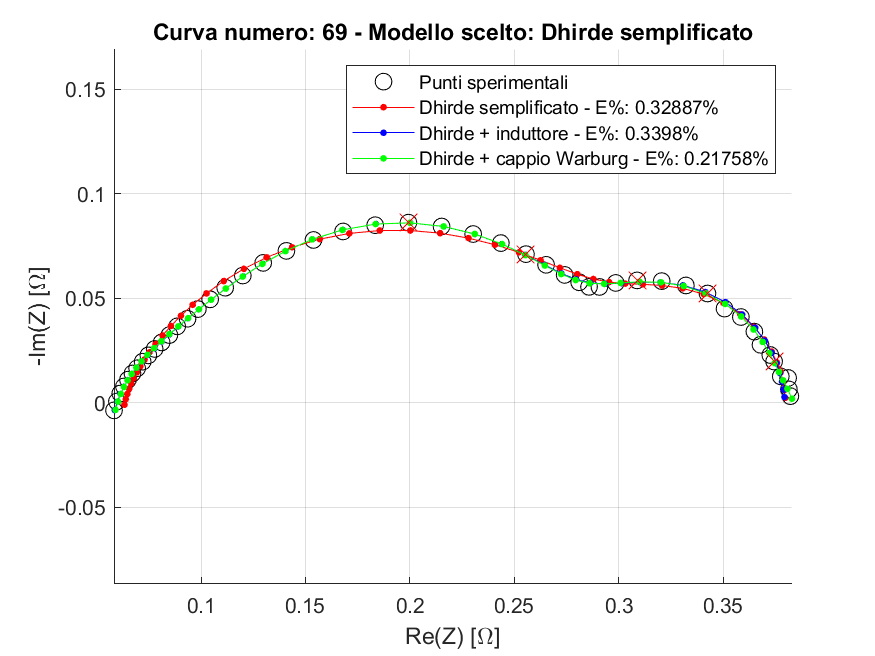 Curva numero: 69 - Modello scelto: Dhirde semplificato
Punti sperimentali
Dhirde semplificato - E%: 0.32887%
Dhirde + induttore - E%: 0.3398%
Dhirde + cappio Warburg - E%: 0.21758%
0.15
0.1
0.05
0
-0.05
-Im(Z) [Ω]
0.1 0.15 0.2 0.25 0.3 0.35
Re(Z) [Ω]